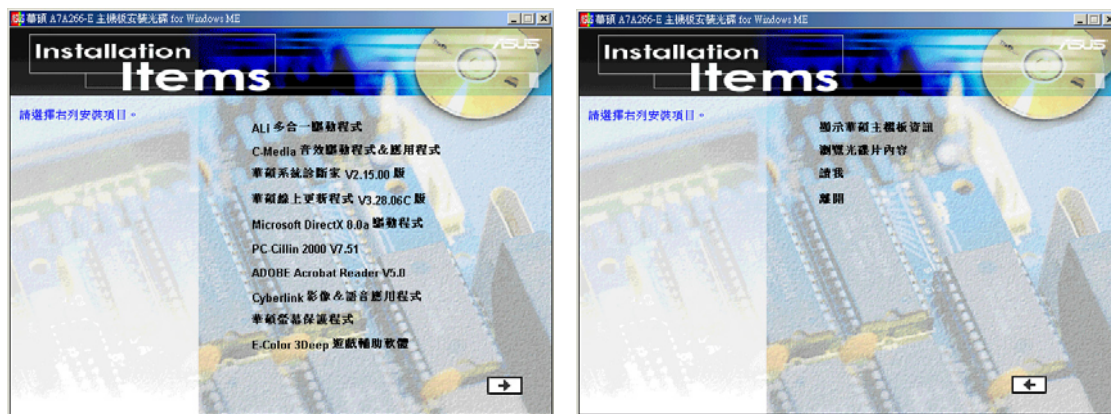 華碩 A7A266-E 主機板安裝光碟 for Windows ME
Installation
Items
ASUS
請選擇右列安裝項目。
ALI 多合一驅動程式
C-Media 音效驅動程式&應用程式
華碩系統診斷家 V2.15.00 版
華碩線上更新程式 V3.28.06C 版
Microsoft DirectX 8.0a 驅動程式
PC-Cillin 2000 V7.51
ADOBE Acrobat Reader V5.0
Cyberlink 影像&語音應用程式
華碩螢幕保護程式
E-Color 3Deep 遊戲輔助軟體
華碩 A7A266-E 主機板安裝光碟 for Windows ME
Installation
Items
ASUS
請選擇右列安裝項目。
顯示華碩主機板資訊
瀏覽光碟片內容
讀我
離開